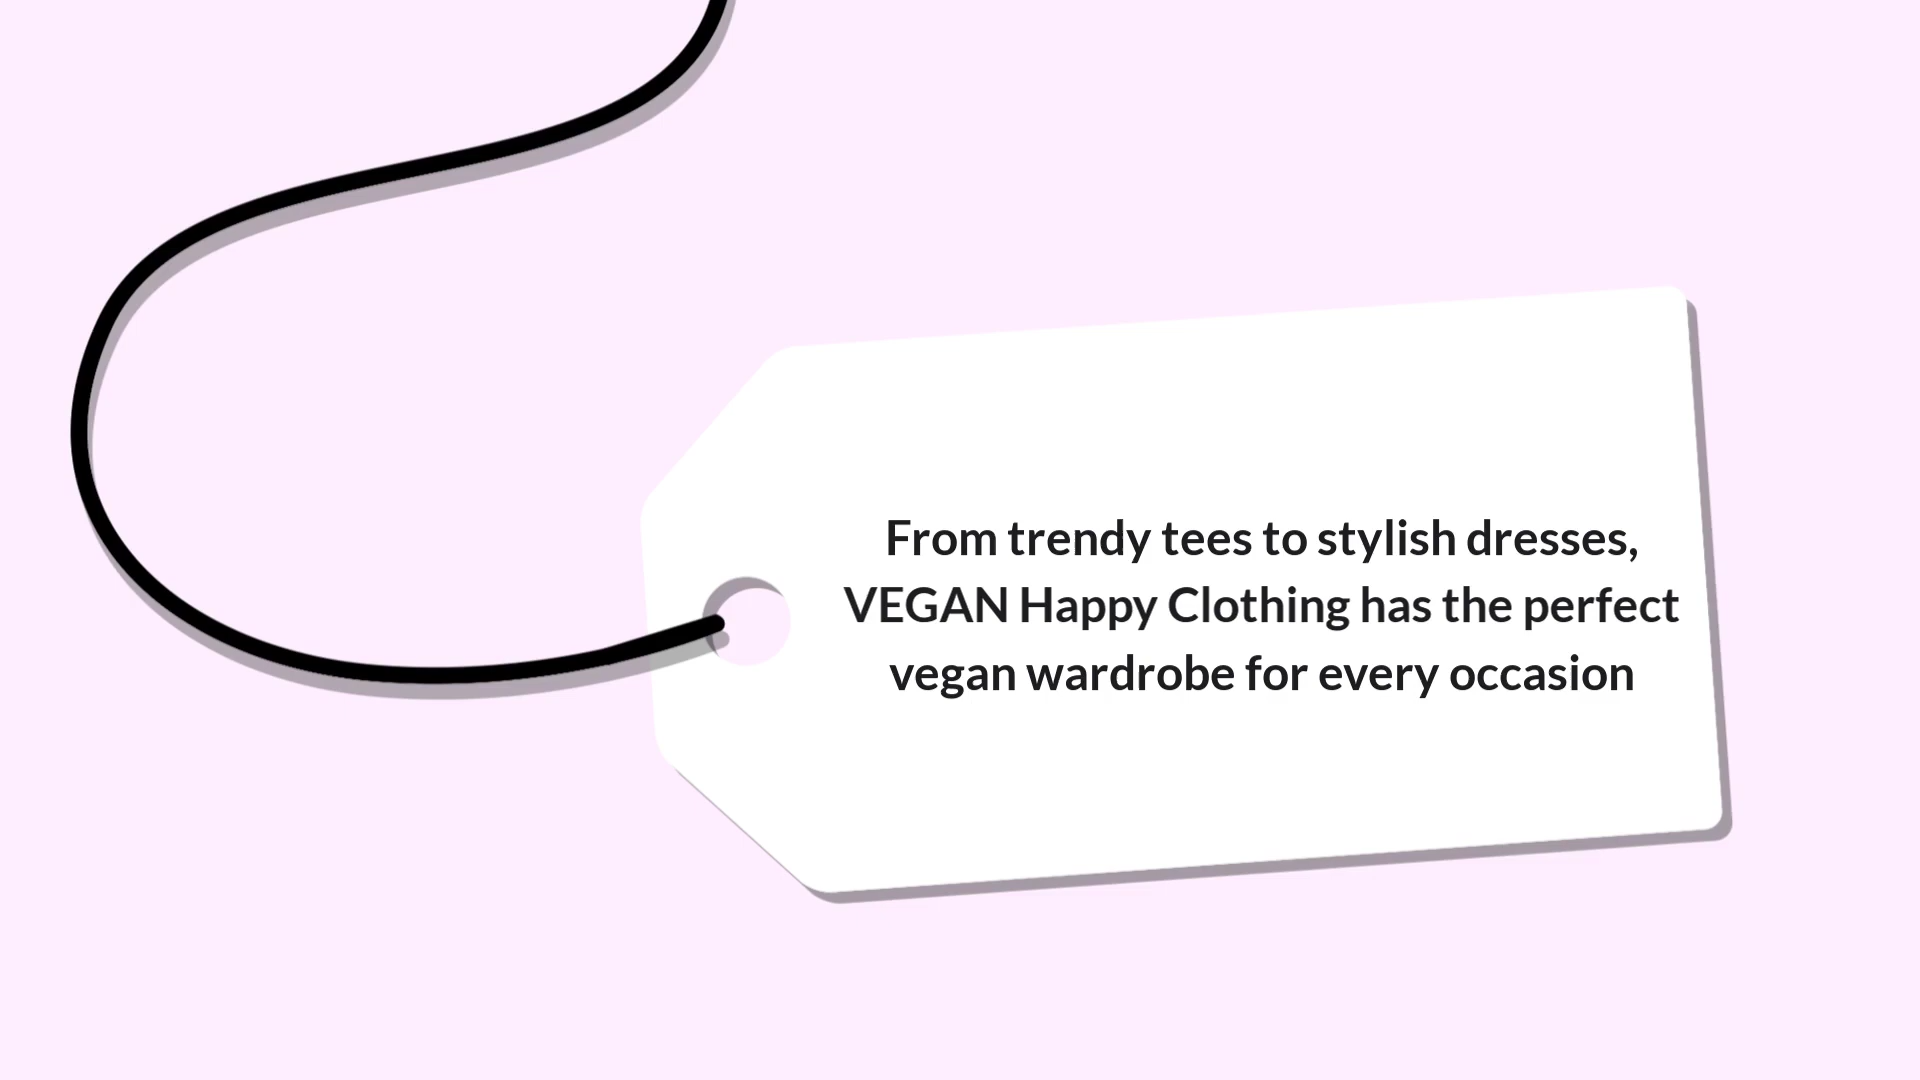 From trendy tees to stylish dresses,
VEGAN Happy Clothing has the perfect
vegan wardrobe for every occasion